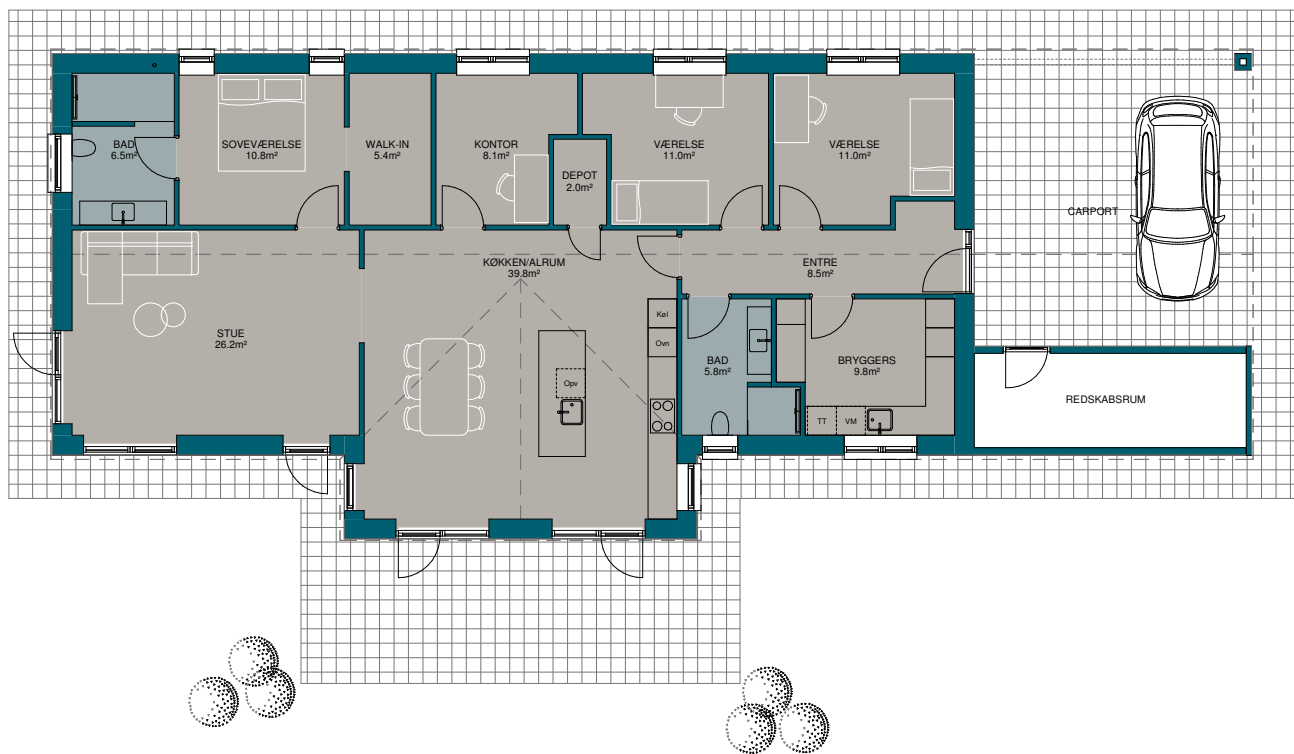 BAD
6.5m²
SOVEVÆRELSE
10.8m²
WALK-IN
5.4m²
KONTOR
8.1m²
DEPOT
2.0m²
VÆRELSE
11.0m²
VÆRELSE
11.0m²
CARPORT
KØKKEN/ALRUM
39.8m²
ENTRE
8.5m²
STUE
26.2m²
Køl
Ovn
Opv
BAD
5.8m²
BRYGGERS
9.8m²
TT
VM
REDSKABSRUM